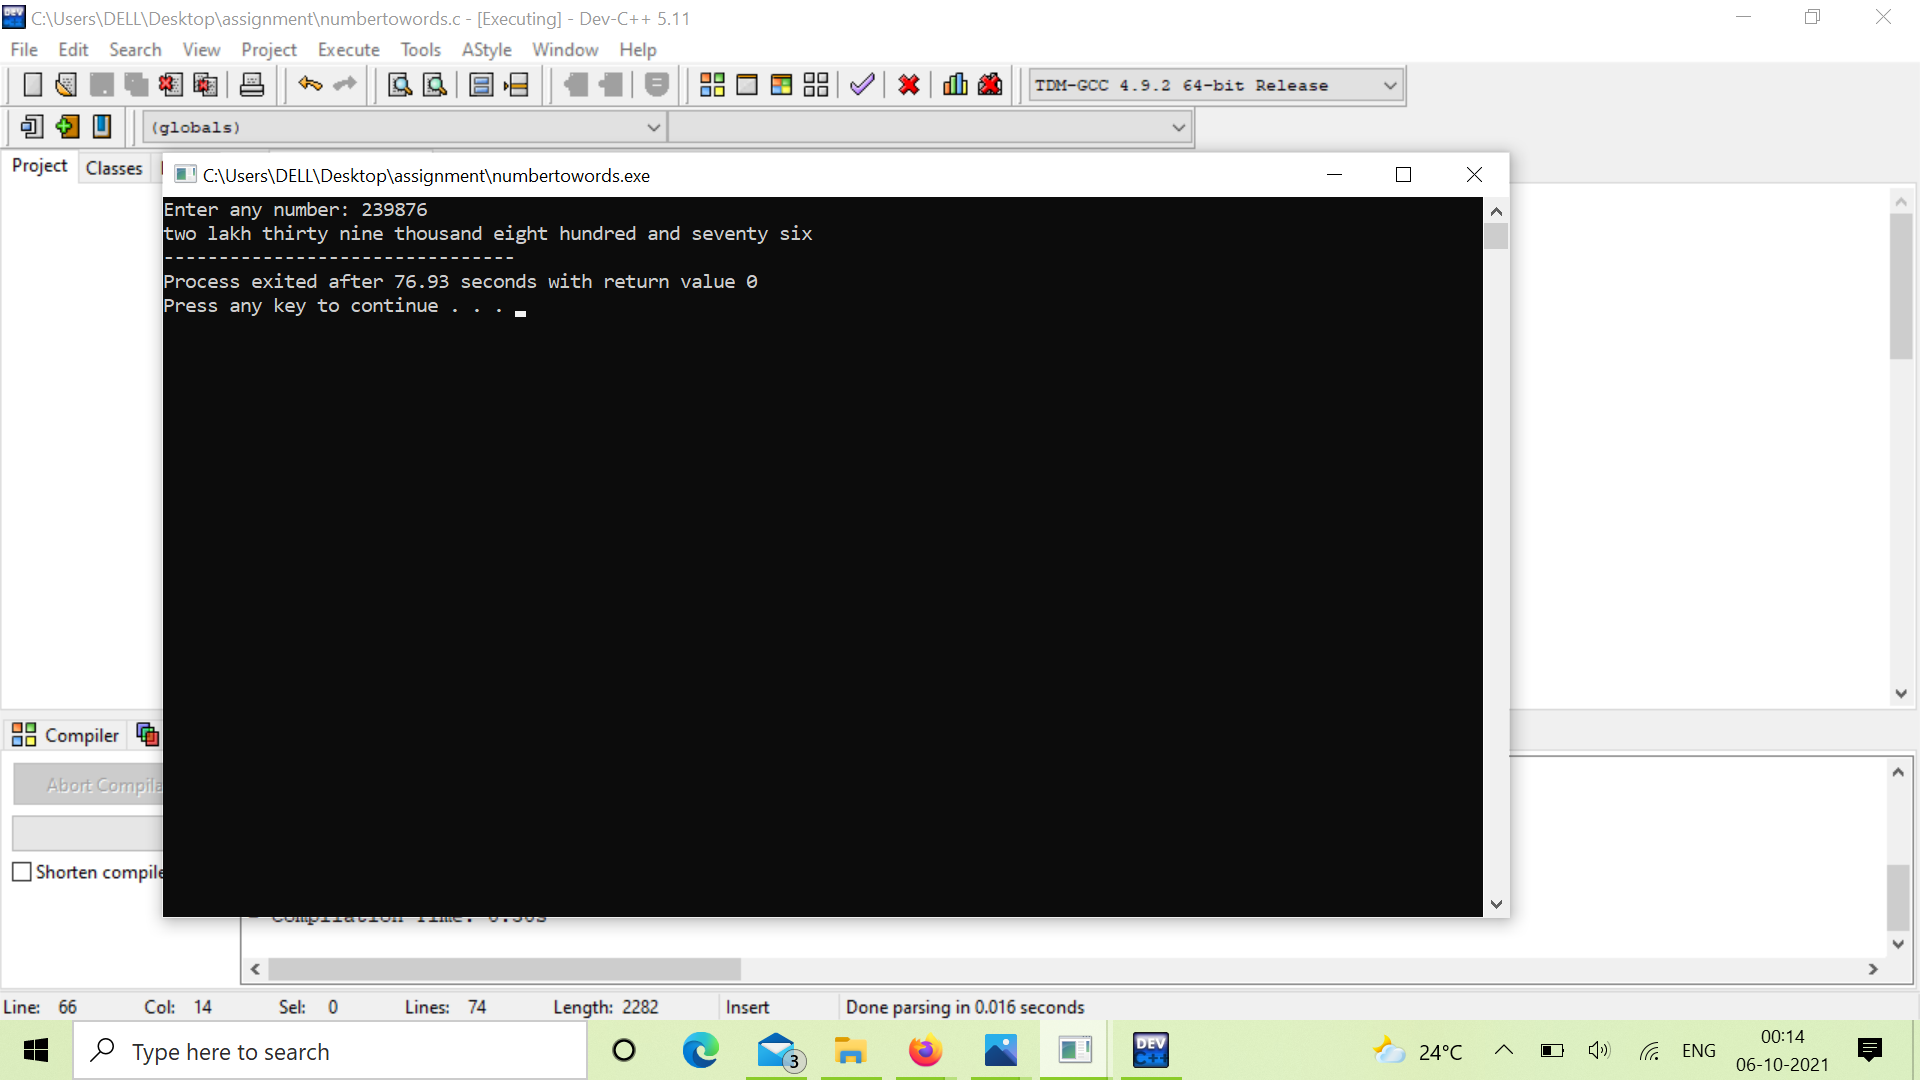 C:\Users\DELL\Desktop\assignment\numbertowords.c - [Executing] - Dev-C++ 5.11
File Edit Search View Project Execute Tools AStyle Window Help
TDM-GCC 4.9.2 64-bit Release
(globals)
Project Classes
C:\Users\DELL\Desktop\assignment\numbertowords.exe
Enter any number: 239876
two lakh thirty nine thousand eight hundred and seventy six
--------------------------------
Process exited after 76.93 seconds with return value 0
Press any key to continue . . .
Compiler
Abort Compila
Shorten compile
- Compilation Time:
Line: 66 Col: 14 Sel: 0 Lines: 74 Length: 2282 Insert Done parsing in 0.016 seconds
Type here to search
3
DEV
C++
24°C
ENG
00:14
06-10-2021